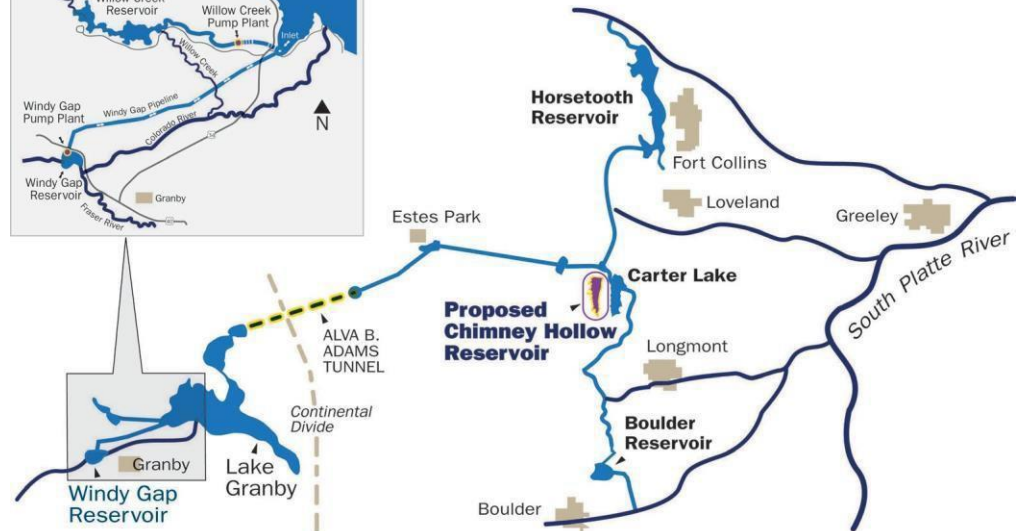 Willow Creek
Reservoir
Willow Creek
Pump Plant
Inlet
Willow Creek
Windy Gap Pipeline
Colorado River
N
Windy Gap
Pump Plant
Windy Gap
Reservoir
Granby
Fraser River
Horsetooth
Reservoir
Fort Collins
Loveland
Greeley
Estes Park
South Platte River
Carter Lake
Proposed
Chimney Hollow
Reservoir
ALVA B.
ADAMS
TUNNEL
Longmont
Continental
Divide
Boulder
Reservoir
Granby
Lake
Granby
Windy Gap
Reservoir
Boulder